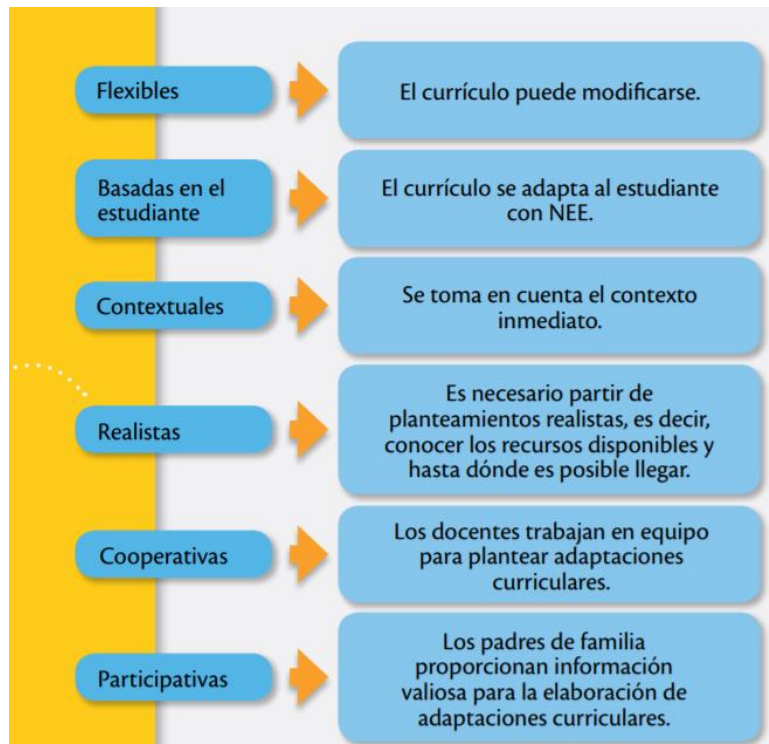 Flexibles
El currículo puede modificarse.
Basadas en el
estudiante
El currículo se adapta al estudiante
con NEE.
Contextuales
Se toma en cuenta el contexto
inmediato.
Realistas
Es necesario partir de
planteamientos realistas, es decir,
conocer los recursos disponibles y
hasta dónde es posible llegar.
Cooperativas
Los docentes trabajan en equipo
para plantear adaptaciones
curriculares.
Participativas
Los padres de familia
proporcionan información
valiosa para la elaboración de
adaptaciones curriculares.